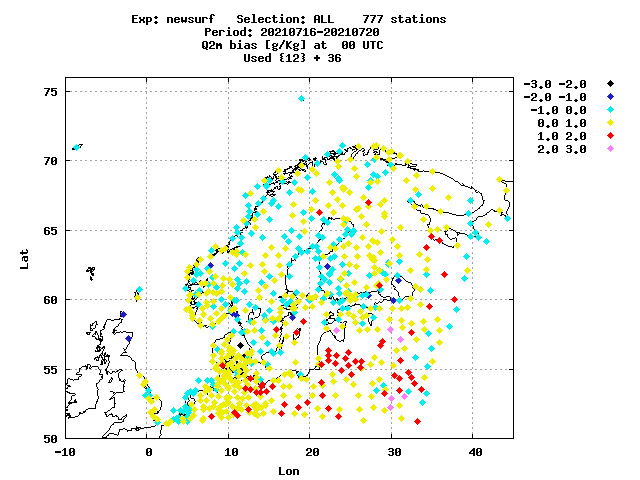 Exp: newsurf Selection: ALL 777 stations
Period: 20210716-20210720
Q2m bias [g/Kg] at 00 UTC
Used {12} + 36
-3.0 -2.0
-2.0 -1.0
-1.0 0.0
0.0 1.0
1.0 2.0
2.0 3.0
75
70
65
60
55
50
Lat
-10 0 10 20 30 40
Lon